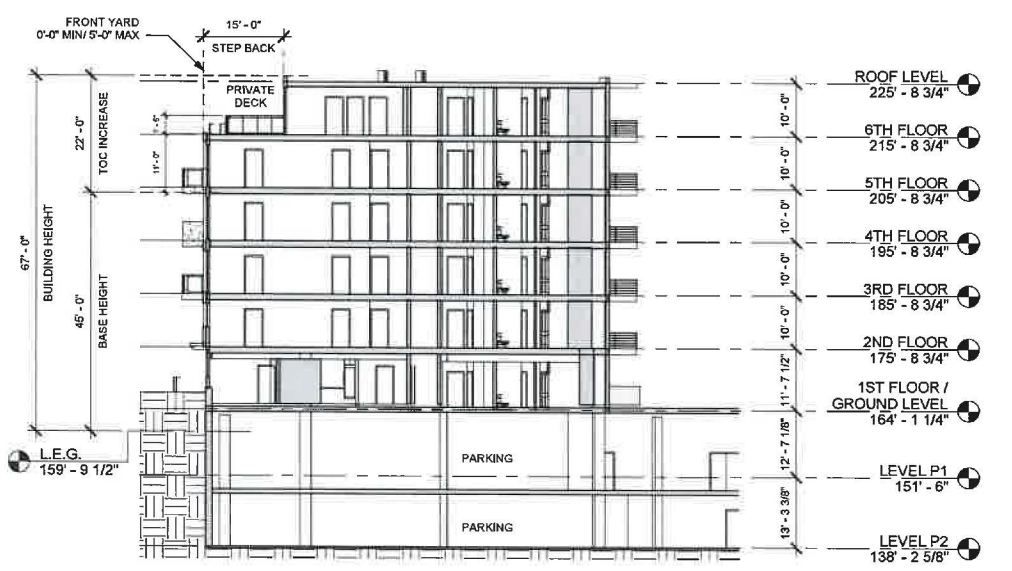 FRONT YARD
0'-0" MIN/ 5'-0" MAX
15' - 0"
STEP BACK
PRIVATE
DECK
22' - 0"
TOC INCREASE
11' - 0"
67' - 0"
BUILDING HEIGHT
45' - 0"
BASE HEIGHT
L.E.G.
159' - 9 1/2"
PARKING
PARKING
10' - 0"
10' - 0"
10' - 0"
10' - 0"
10' - 0"
11' - 7 1/2"
12' - 7 1/8"
13' - 3 3/8"
ROOF LEVEL
225' - 8 3/4"
6TH FLOOR
215' - 8 3/4"
5TH FLOOR
205' - 8 3/4"
4TH FLOOR
195' - 8 3/4"
3RD FLOOR
185' - 8 3/4"
2ND FLOOR
175' - 8 3/4"
1ST FLOOR /
GROUND LEVEL
164' - 1 1/4"
LEVEL P1
151' - 6"
LEVEL P2
138' - 2 5/8"